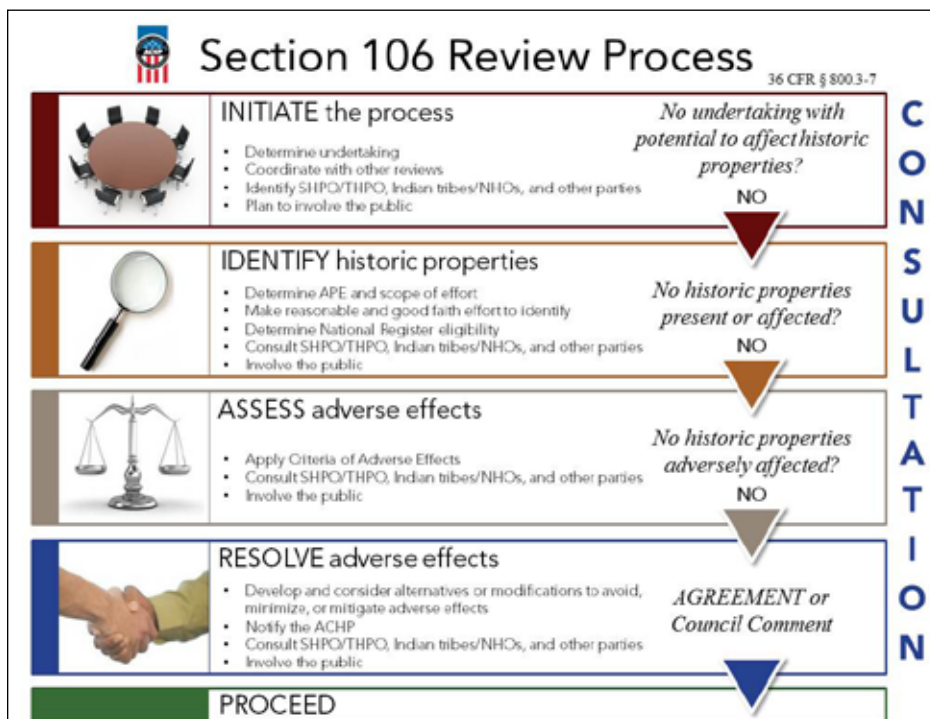 ACHP
Section 106 Review Process
36 CFR § 800.3-7
INITIATE the process
• Determine undertaking
• Coordinate with other reviews
• Identify SHPO/THPO, Indian tribes/NHOs, and other parties
• Plan to involve the public
No undertaking with
potential to affect historic
properties?
NO
IDENTIFY historic properties
• Determine APE and scope of effort
• Make reasonable and good faith effort to identify
• Determine National Register eligibility
• Consult SHPO/THPO, Indian tribes/NHOs, and other parties
• Involve the public
No historic properties
present or affected?
NO
ASSESS adverse effects
• Apply Criteria of Adverse Effects
• Consult SHPO/THPO, Indian tribes/NHOs, and other parties
• Involve the public
No historic properties
adversely affected?
NO
RESOLVE adverse effects
• Develop and consider alternatives or modifications to avoid,
minimize, or mitigate adverse effects
• Notify the ACHP
• Consult SHPO/THPO, Indian tribes/NHOs, and other parties
• Involve the public
AGREEMENT or
Council Comment
PROCEED
CONSULTATION